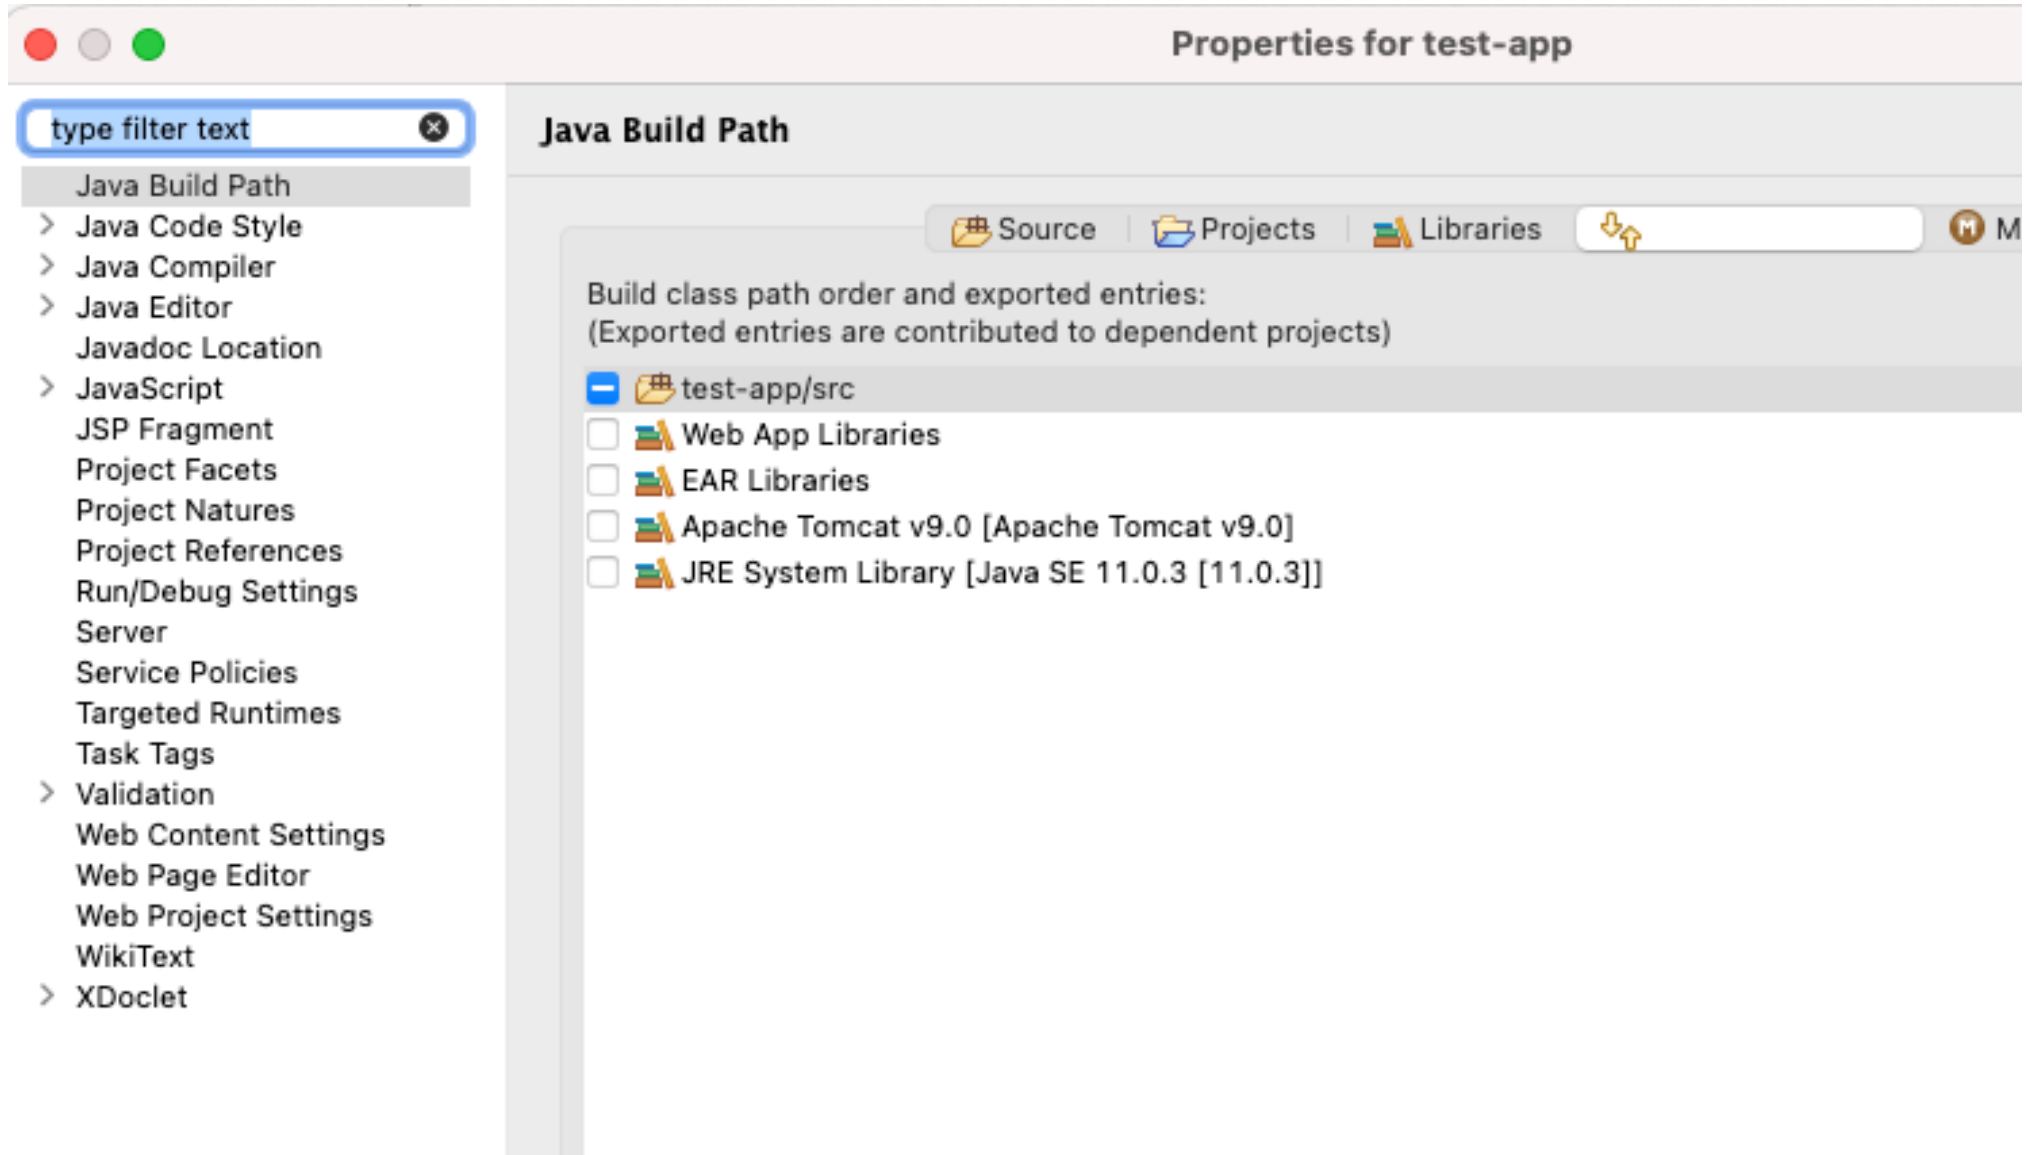 Properties for test-app
type filter text
Java Build Path
Java Code Style
Java Compiler
Java Editor
Javadoc Location
JavaScript
JSP Fragment
Project Facets
Project Natures
Project References
Run/Debug Settings
Server
Service Policies
Targeted Runtimes
Task Tags
Validation
Web Content Settings
Web Page Editor
Web Project Settings
WikiText
XDoclet
Java Build Path
Source Projects Libraries M
Build class path order and exported entries:
(Exported entries are contributed to dependent projects)
test-app/src
Web App Libraries
EAR Libraries
Apache Tomcat v9.0 [Apache Tomcat v9.0]
JRE System Library [Java SE 11.0.3 [11.0.3]]